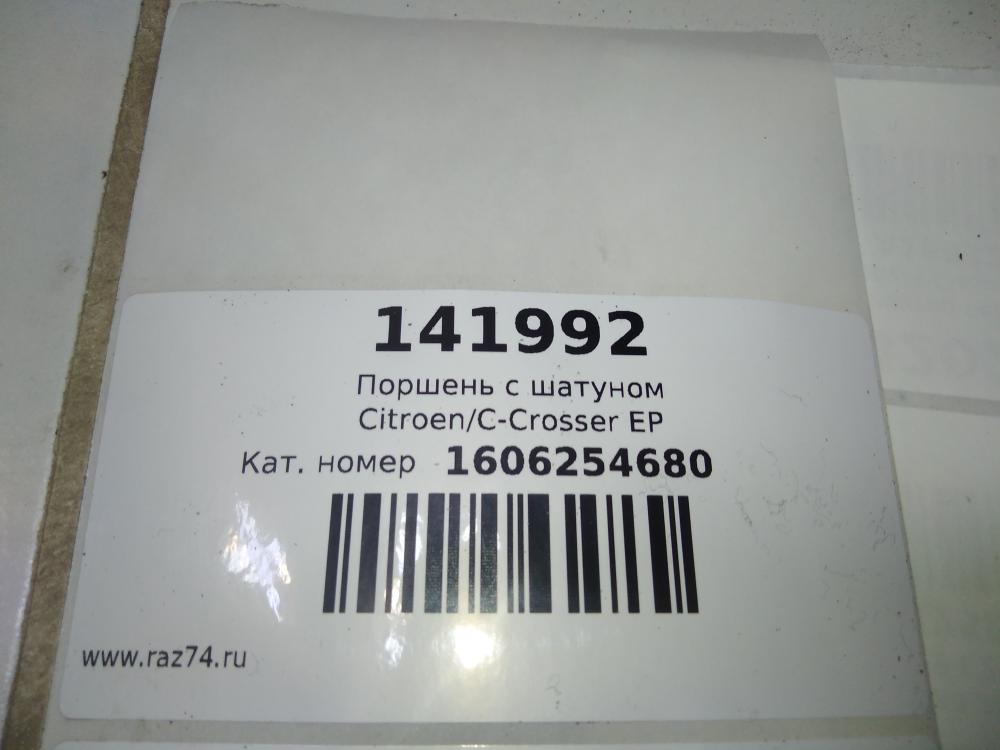 141992
Поршень с шатуном
Citroen/C-Crosser EP
Кат. номер 1606254680
www.raz74.ru